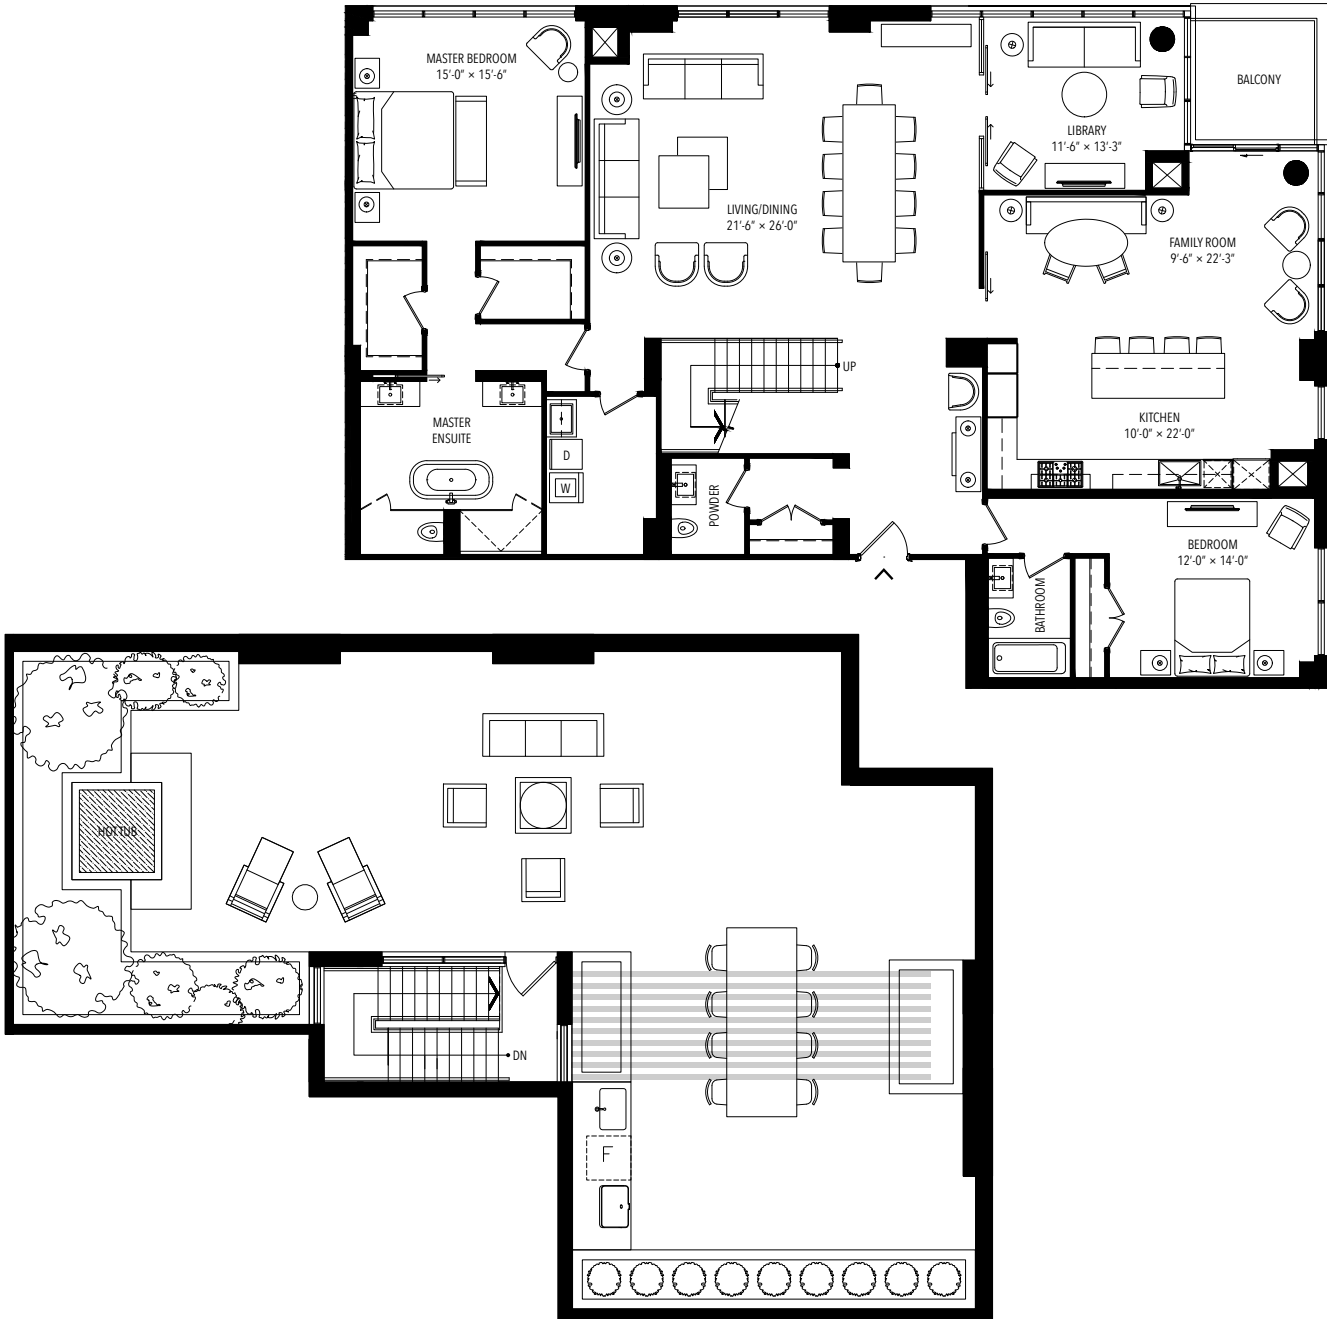 MASTER BEDROOM
15'-0" × 15'-6"
BALCONY
LIBRARY
11'-6" × 13'-3"
LIVING/DINING
21'-6" × 26'-0"
FAMILY ROOM
9'-6" × 22'-3"
UP
KITCHEN
10'-0" × 22'-0"
MASTER
ENSUITE
D
W
POWDER
BEDROOM
12'-0" × 14'-0"
BATHROOM
HOT TUB
DN
F